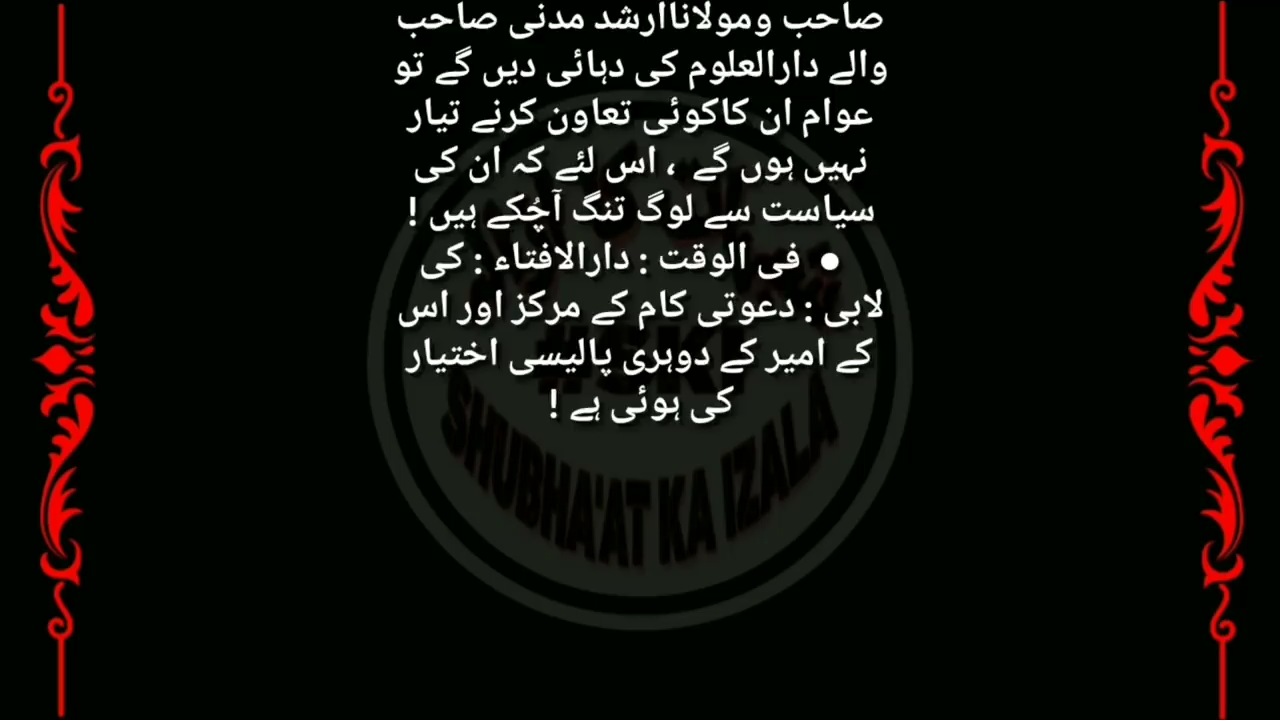 صاحب ومولاناارشد مدنی صاحب
والے دارالعلوم کی دہائی دیں گے تو
عوام ان کاکوئی تعاون کرنے تیار
نہیں ہوں گے ، اس لئے کہ ان کی
سیاست سے لوگ تنگ آچُکے ہیں !
● فی الوقت : دارالافتاء : کی
لابی : دعوتی کام کے مرکز اور اس
کے امیر کے دوہری پالیسی اختیار
کی ہوئی ہے !
#SKI
SHUBHA'AT KA IZALA